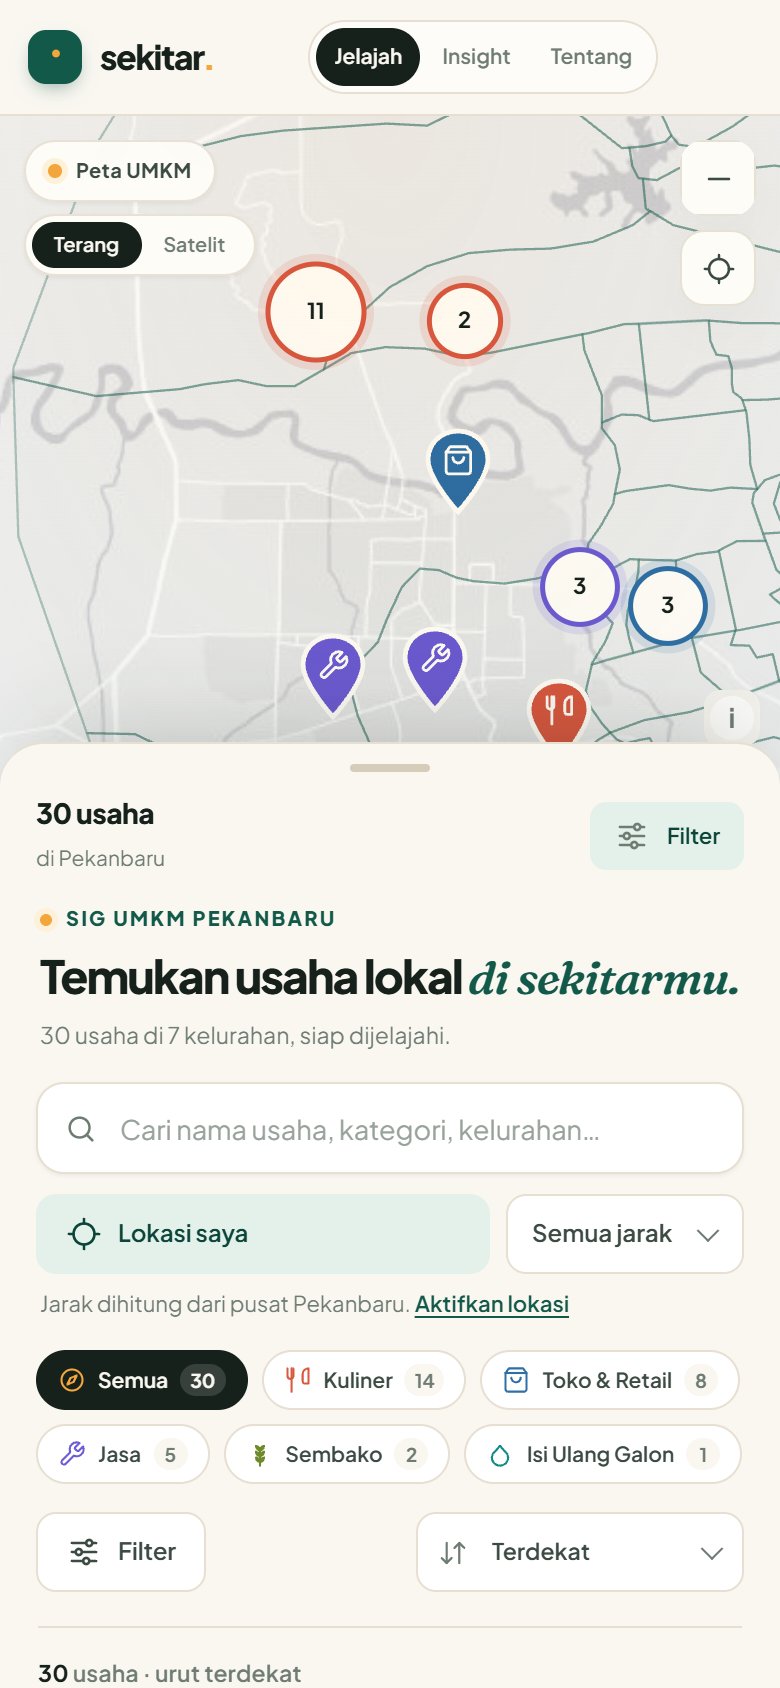 sekitar.
Jelajah Insight Tentang
Peta UMKM
Terang Satelit
11
2
3
3
i
30 usaha
di Pekanbaru
Filter
SIG UMKM PEKANBARU
Temukan usaha lokal di sekitarmu.
30 usaha di 7 kelurahan, siap dijelajahi.
Cari nama usaha, kategori, kelurahan...
Lokasi saya
Semua jarak
Jarak dihitung dari pusat Pekanbaru. Aktifkan lokasi
Semua 30 Kuliner 14 Toko & Retail 8
Jasa 5 Sembako 2 Isi Ulang Galon 1
Filter
Terdekat
30 usaha · urut terdekat